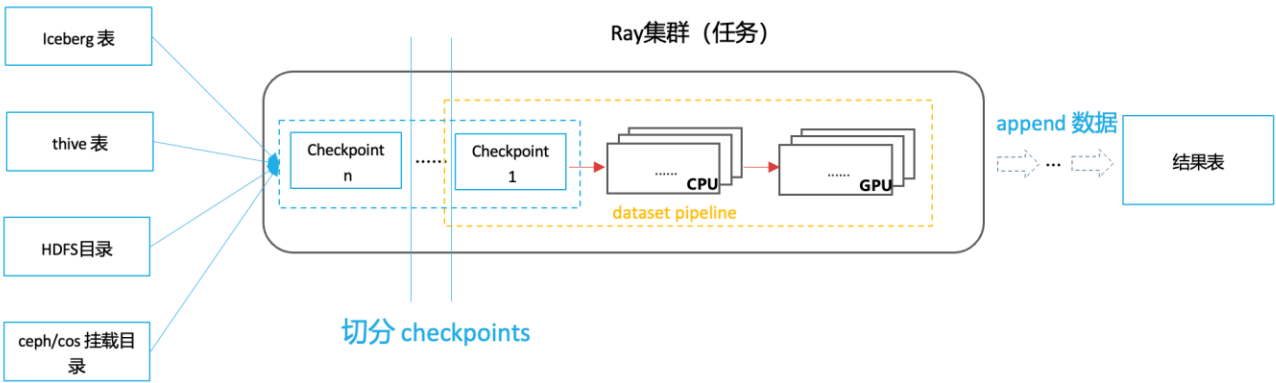 Ray集群（任务）
Iceberg 表
thive 表
HDFS目录
ceph/cos 挂载目
录
Checkpoint
n
......
Checkpoint
1
......
CPU
......
GPU
dataset pipeline
切分 checkpoints
append 数据
...
结果表